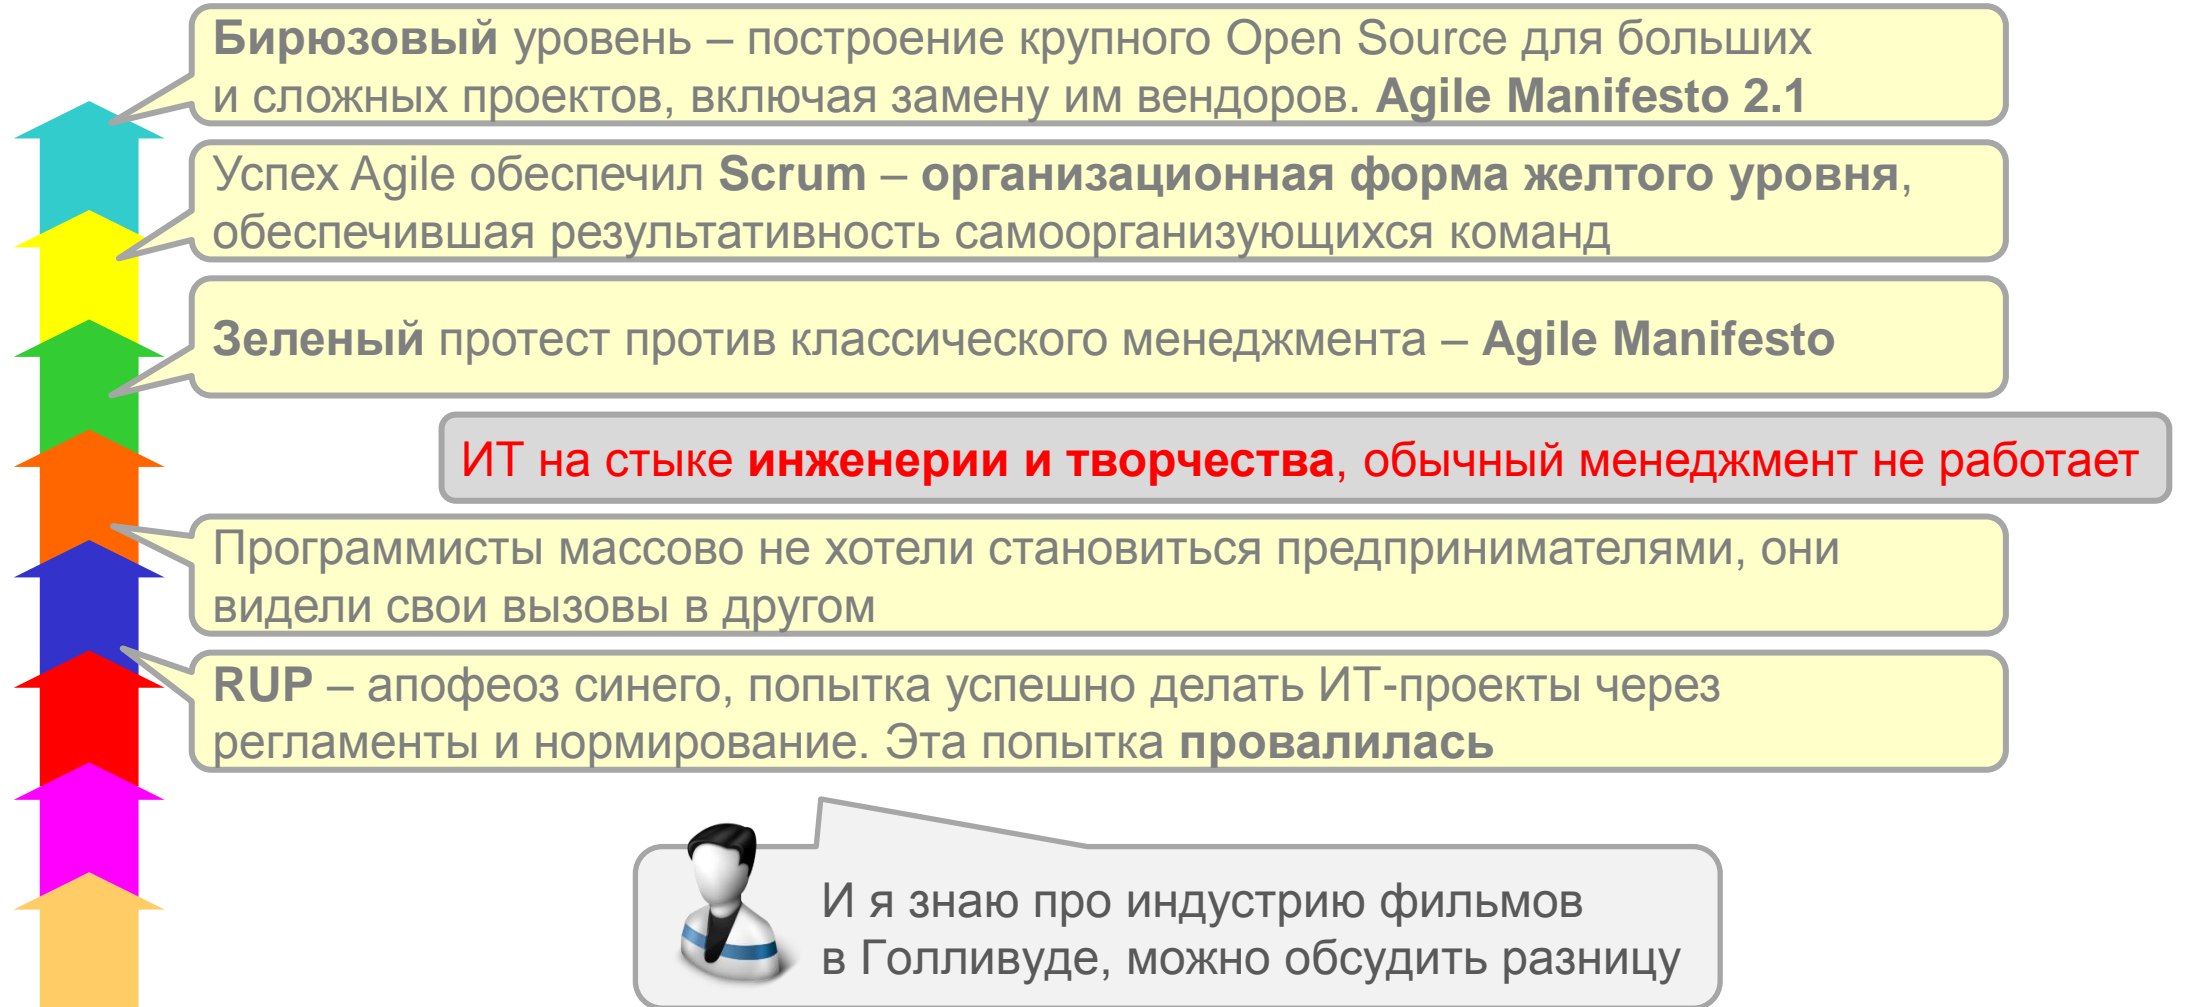 Бирюзовый уровень – построение крупного Open Source для больших
и сложных проектов, включая замену им вендоров. Agile Manifesto 2.1
Успех Agile обеспечил Scrum – организационная форма желтого уровня,
обеспечившая результативность самоорганизующихся команд
Зеленый протест против классического менеджмента – Agile Manifesto
ИТ на стыке инженерии и творчества, обычный менеджмент не работает
Программисты массово не хотели становиться предпринимателями, они
видели свои вызовы в другом
RUP – апофеоз синего, попытка успешно делать ИТ-проекты через
регламенты и нормирование. Эта попытка провалилась
И я знаю про индустрию фильмов
в Голливуде, можно обсудить разницу